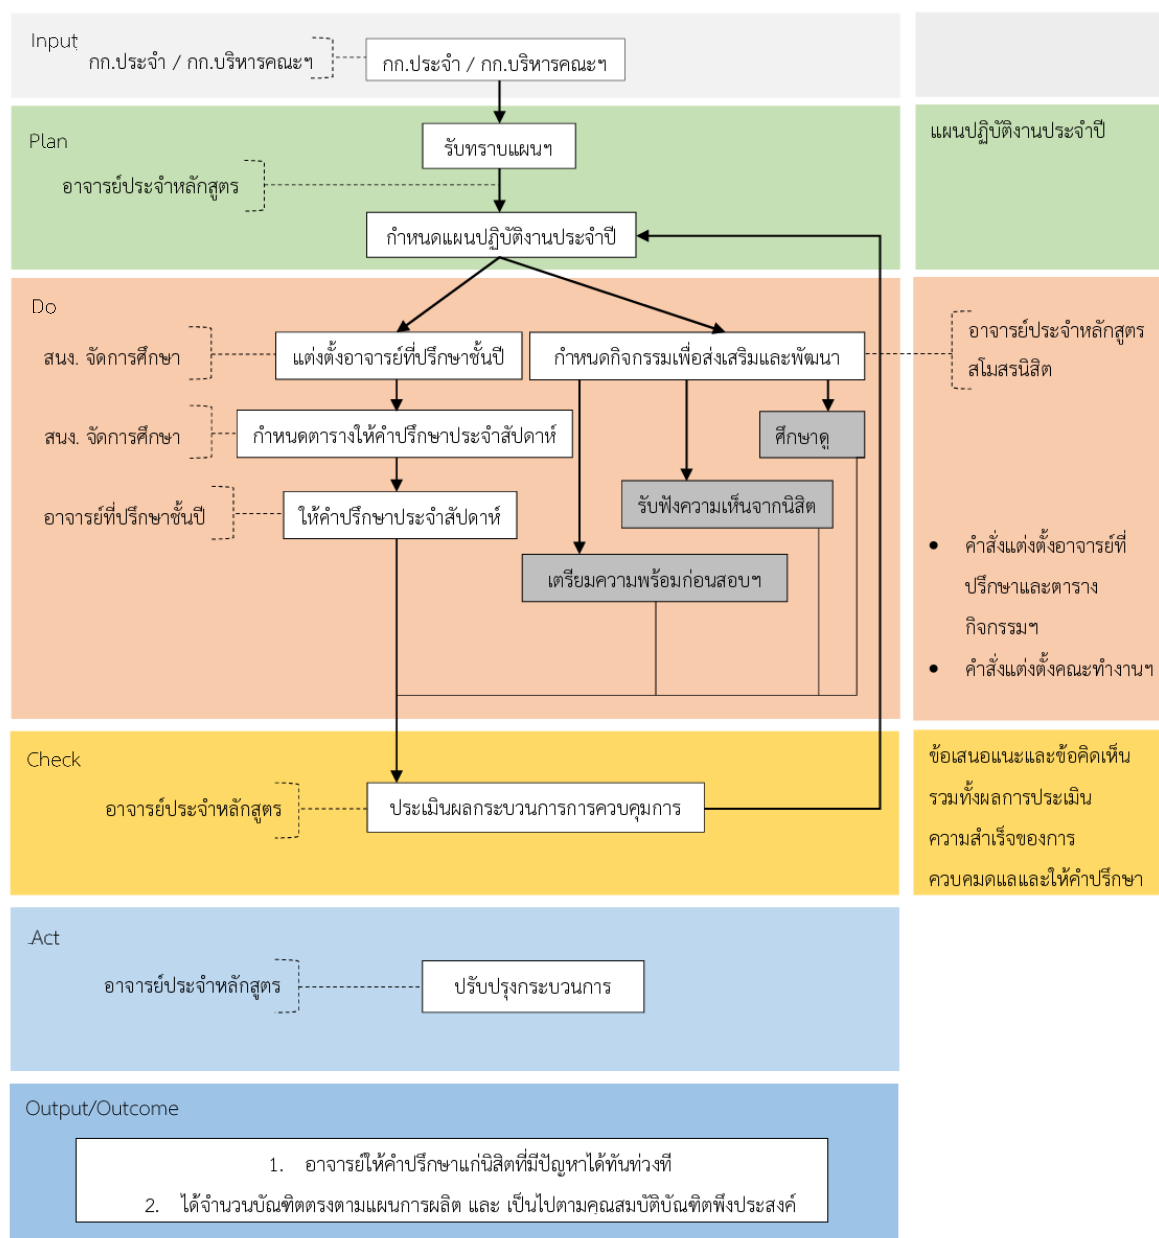 Input
กก.ประจำ / กก.บริหารคณะฯ
กก.ประจำ / กก.บริหารคณะฯ
Plan
รับทราบแผนฯ
แผนปฏิบัติงานประจำปี
อาจารย์ประจำหลักสูตร
กำหนดแผนปฏิบัติงานประจำปี
Do
สนง. จัดการศึกษา
แต่งตั้งอาจารย์ที่ปรึกษาชั้นปี
กำหนดกิจกรรมเพื่อส่งเสริมและพัฒนา
อาจารย์ประจำหลักสูตร
สโมสรนิสิต
สนง. จัดการศึกษา
กำหนดตารางให้คำปรึกษาประจำสัปดาห์
ศึกษาดู
อาจารย์ที่ปรึกษาชั้นปี
ให้คำปรึกษาประจำสัปดาห์
รับฟังความเห็นจากนิสิต
เตรียมความพร้อมก่อนสอบฯ
• คำสั่งแต่งตั้งอาจารย์ที่
ปรึกษาและตาราง
กิจกรรมฯ
• คำสั่งแต่งตั้งคณะทำงานฯ
Check
อาจารย์ประจำหลักสูตร
ประเมินผลกระบวนการการควบคุมการ
ข้อเสนอแนะและข้อคิดเห็น
รวมทั้งผลการประเมิน
ความสำเร็จของการ
ควบคมดแลและให้คำปรึกษา
Act
อาจารย์ประจำหลักสูตร
ปรับปรุงกระบวนการ
Output/Outcome
1. อาจารย์ให้คำปรึกษาแก่นิสิตที่มีปัญหาได้ทันท่วงที
2. ได้จำนวนบัณฑิตตรงตามแผนการผลิต และ เป็นไปตามคุณสมบัติบัณฑิตพึงประสงค์